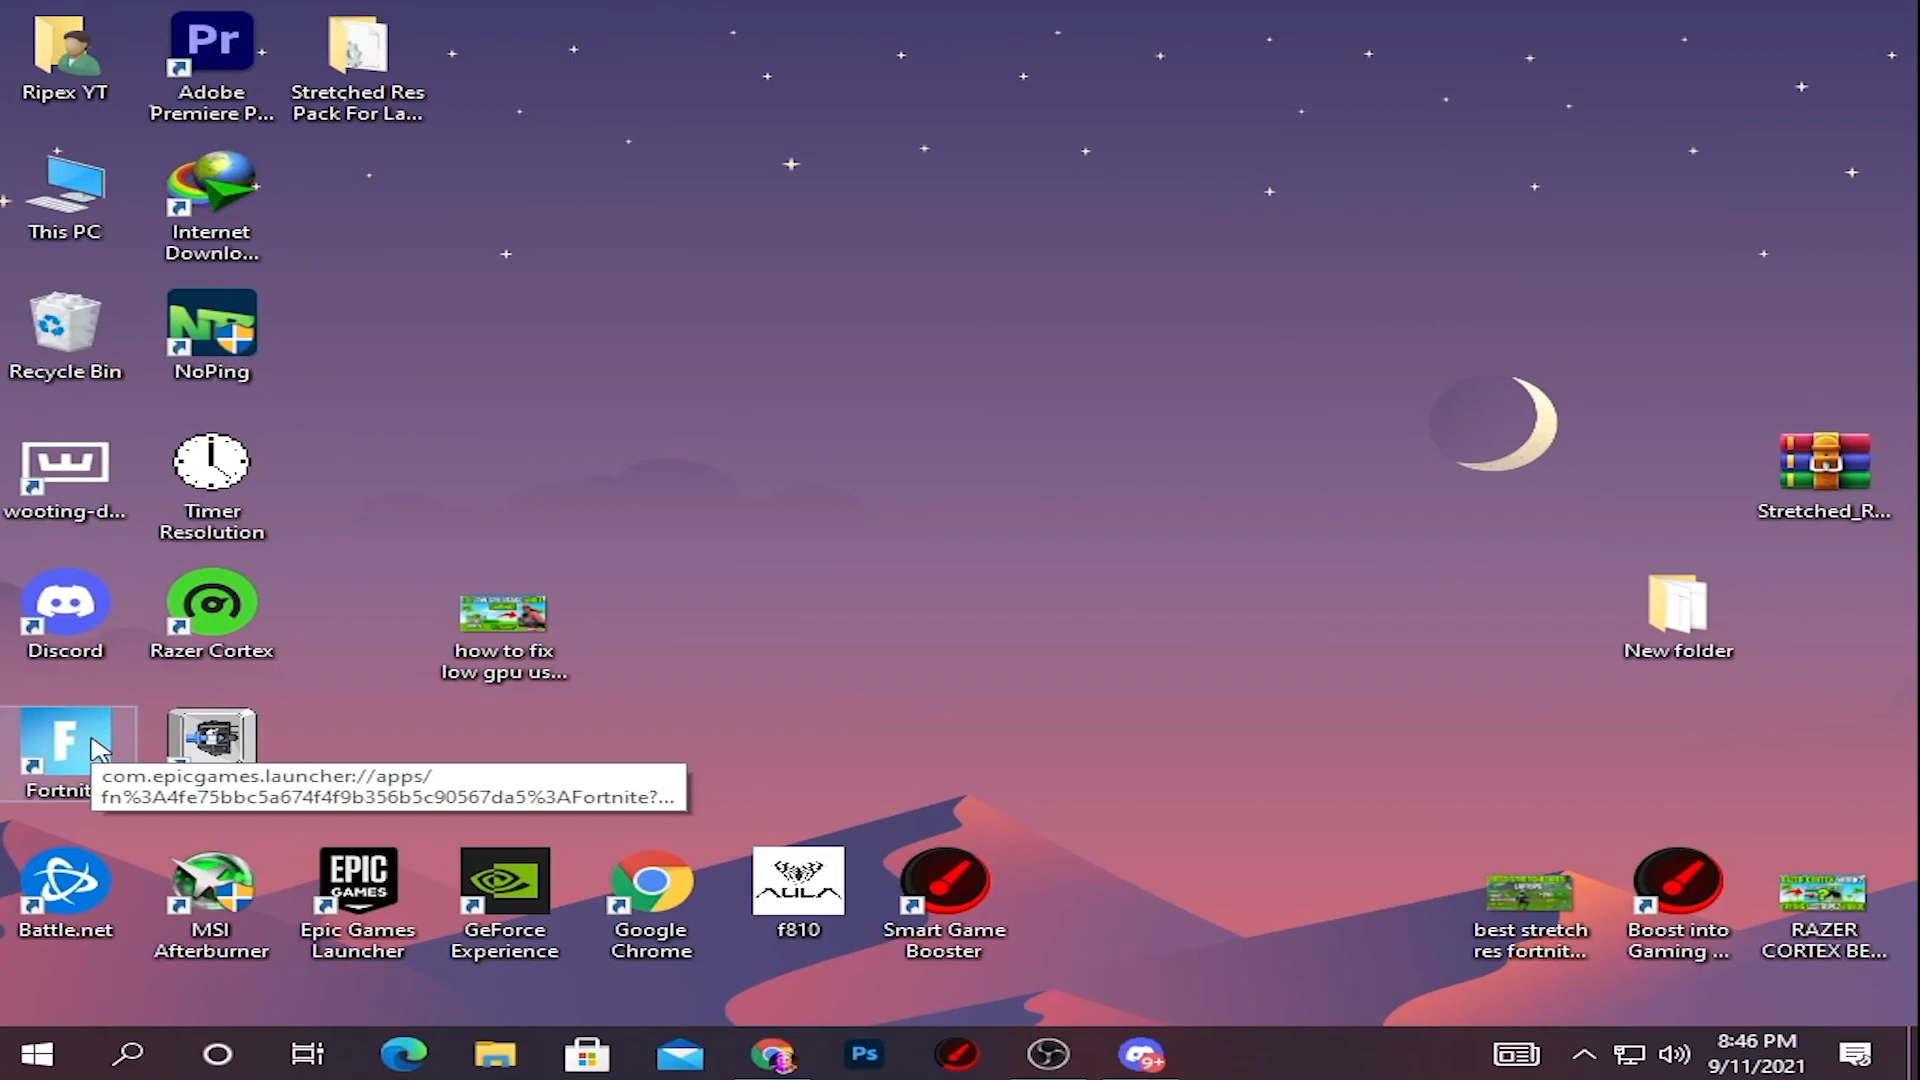 Ripex YT
Pr
Adobe
Premiere P...
Stretched Res
Pack For La...
This PC
Internet
Downlo...
Recycle Bin
NoPing
wooting-d...
Timer
Resolution
Stretched_R...
Discord
Razer Cortex
how to fix
low gpu us...
New folder
F
Fortnit
com.epicgames.launcher://apps/
fn%3A4fe75bbc5a674f4f9b356b5c90567da5%3AFortnite?...
Battle.net
MSI
Afterburner
EPIC
GAMES
Epic Games
Launcher
GeForce
Experience
Google
Chrome
AULA
f810
Smart Game
Booster
best stretch
res fortnit...
Boost into
Gaming ...
RAZER
CORTEX BE...
Ps
9+
8:46 PM
9/11/2021